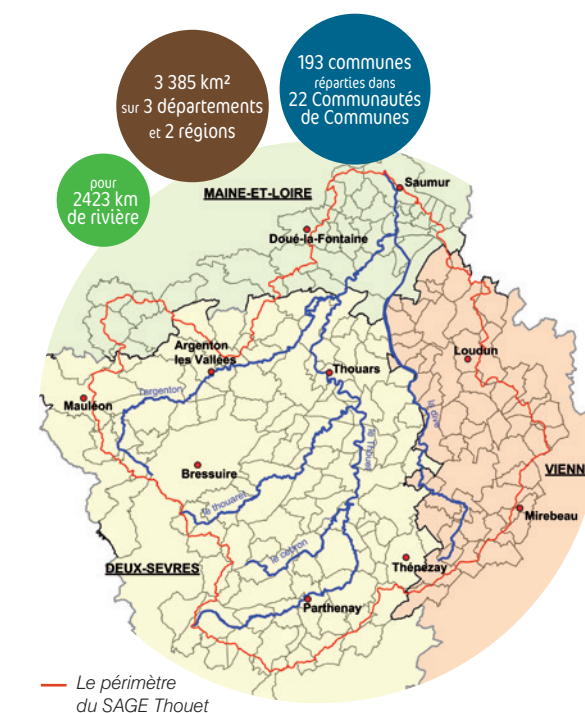 193 communes
réparties dans
22 Communautés
de Communes
3 385 km²
sur 3 départements
et 2 régions
pour
2423 km
de rivière
MAINE-ET-LOIRE
Saumur
Doué-la-Fontaine
Argenton
les Vallées
Thouars
Loudun
l'argenton
Mauléon
la dive
le Thouet
Bressuire
VIENN
le thouaret
Mirebeau
le cébron
DEUX-SEVRES
Thénezay
Parthenay
Le périmètre
du SAGE Thouet